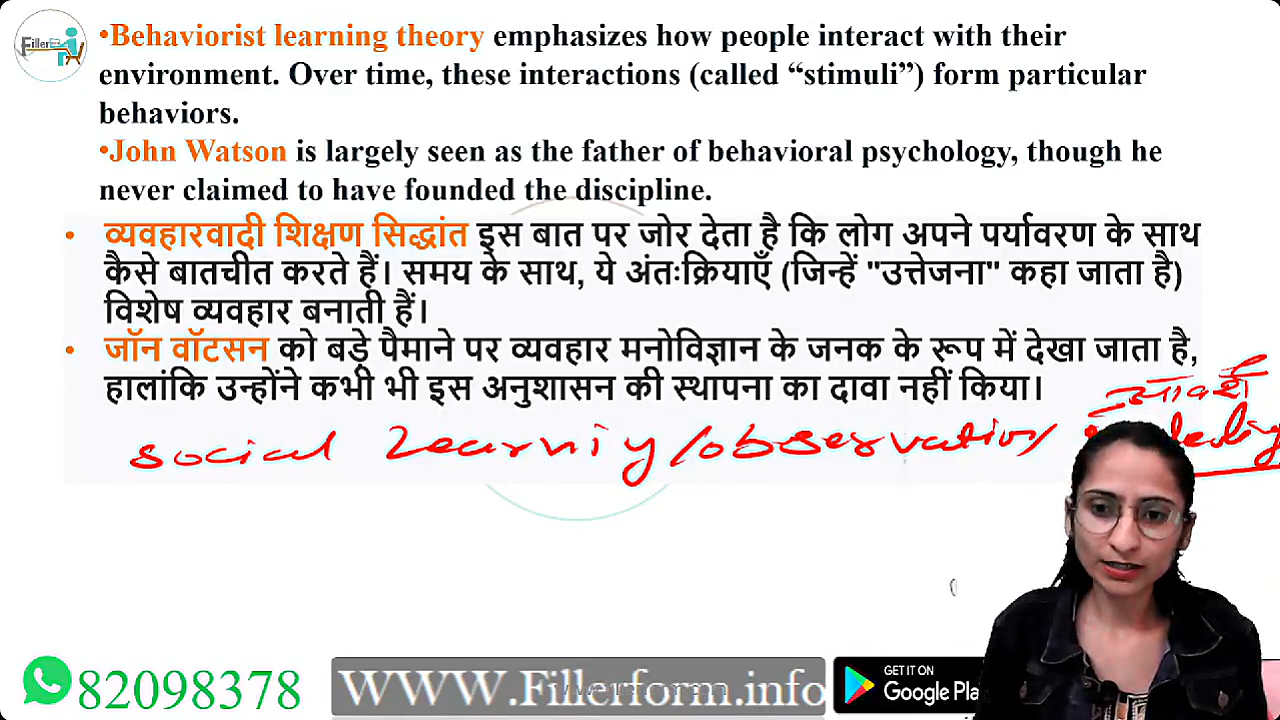 Filler
•Behaviorist learning theory emphasizes how people interact with their
environment. Over time, these interactions (called “stimuli”) form particular
behaviors.
•John Watson is largely seen as the father of behavioral psychology, though he
never claimed to have founded the discipline.
• व्यवहारवादी शिक्षण सिद्धांत इस बात पर जोर देता है कि लोग अपने पर्यावरण के साथ
कैसे बातचीत करते हैं। समय के साथ, ये अंतःक्रियाएँ (जिन्हें "उत्तेजना" कहा जाता है)
विशेष व्यवहार बनाती हैं।
• जॉन वॉटसन को बड़े पैमाने पर व्यवहार मनोविज्ञान के जनक के रूप में देखा जाता है,
हालांकि उन्होंने कभी भी इस अनुशासन की स्थापना का दावा नहीं किया।
social learniy/observation
82098378
www.Fillerform.info
GET IT ON
Google Pla